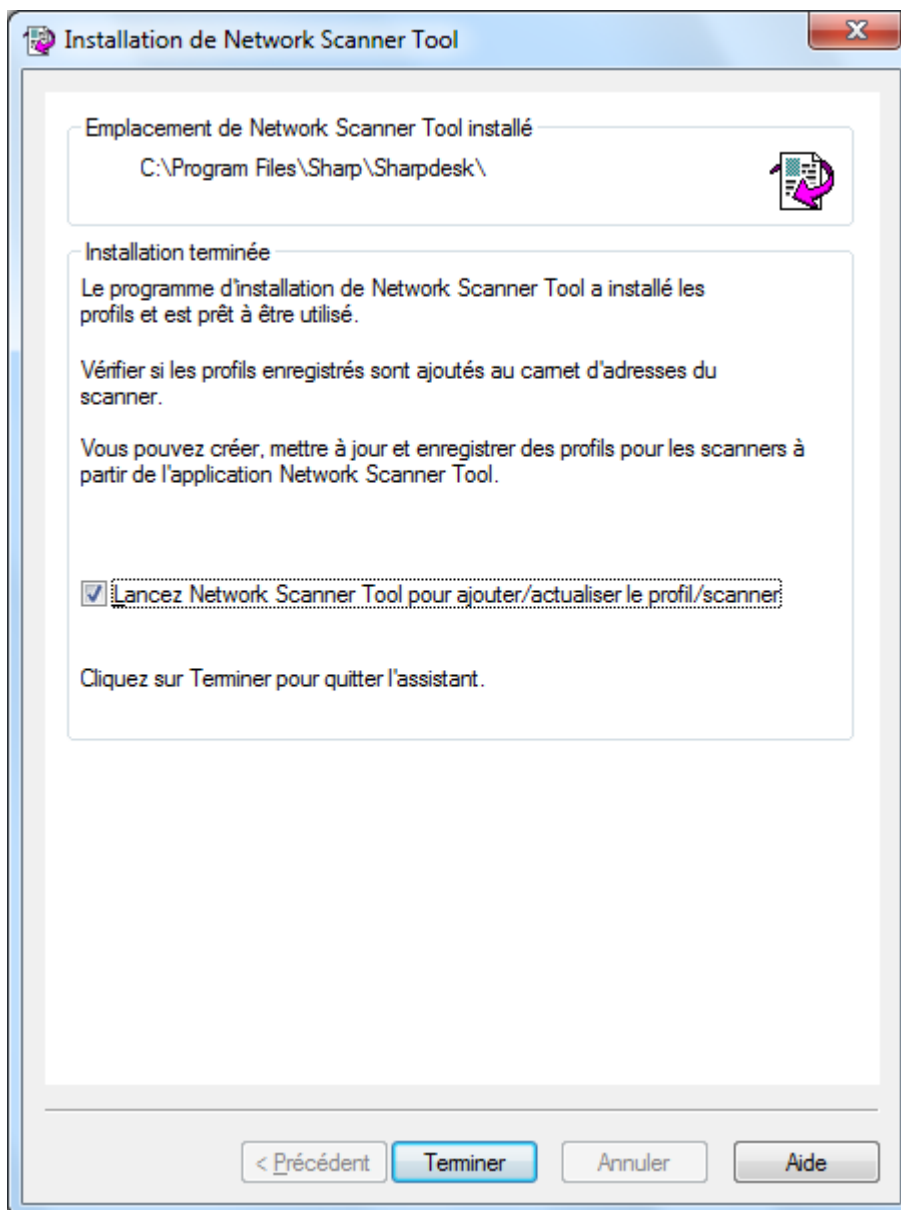 Installation de Network Scanner Tool
Emplacement de Network Scanner Tool installé
C:\Program Files\Sharp\Sharpdesk\
Installation terminée
Le programme d'installation de Network Scanner Tool a installé les
profils et est prêt à être utilisé.
Vérifier si les profils enregistrés sont ajoutés au carnet d'adresses du
scanner.
Vous pouvez créer, mettre à jour et enregistrer des profils pour les scanners à
partir de l'application Network Scanner Tool.
Lancez Network Scanner Tool pour ajouter/actualiser le profil/scanner
Cliquez sur Terminer pour quitter l'assistant.
< Précédent
Terminer
Annuler
Aide